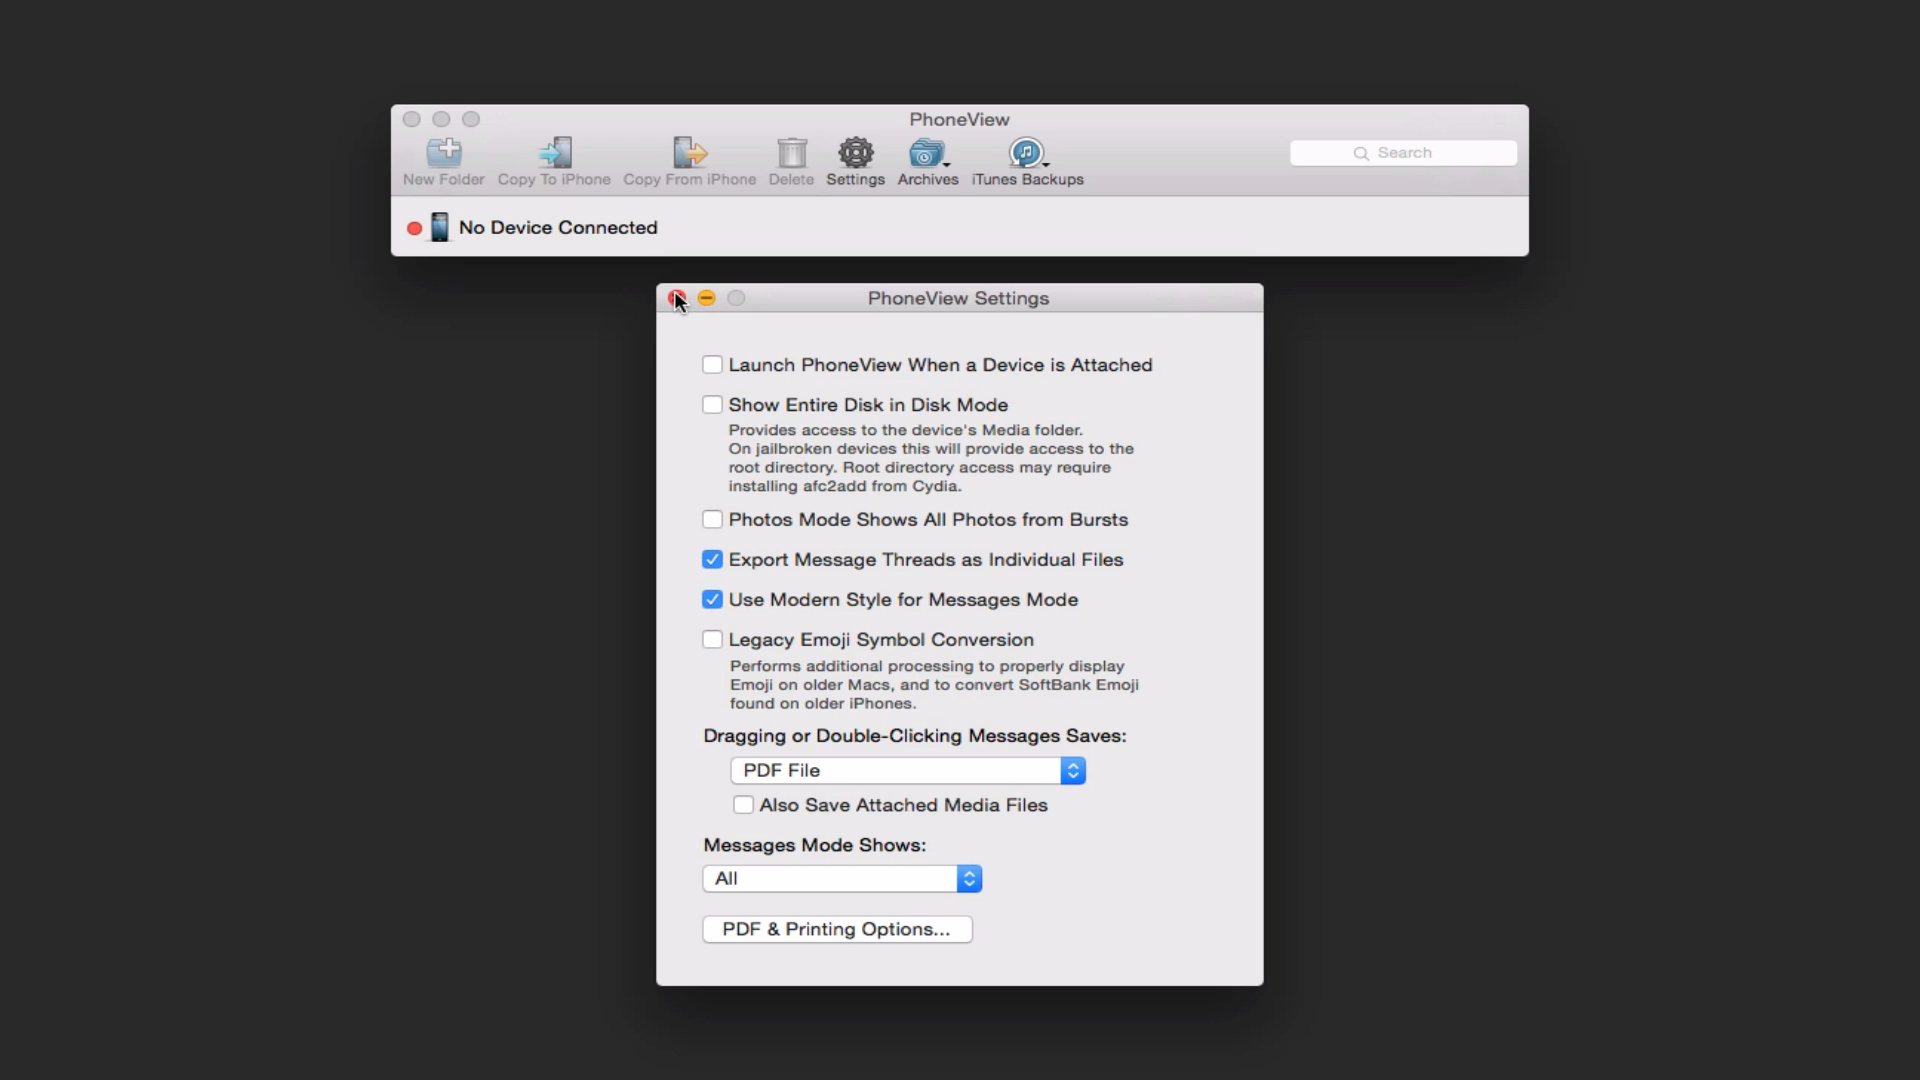 PhoneView
New Folder Copy To iPhone Copy From iPhone Delete Settings Archives iTunes Backups
Search
No Device Connected
PhoneView Settings
Launch PhoneView When a Device is Attached
Show Entire Disk in Disk Mode
Provides access to the device's Media folder.
On jailbroken devices this will provide access to the
root directory. Root directory access may require
installing afc2add from Cydia.
Photos Mode Shows All Photos from Bursts
Export Message Threads as Individual Files
Use Modern Style for Messages Mode
Legacy Emoji Symbol Conversion
Performs additional processing to properly display
Emoji on older Macs, and to convert SoftBank Emoji
found on older iPhones.
Dragging or Double-Clicking Messages Saves:
PDF File
Also Save Attached Media Files
Messages Mode Shows:
All
PDF & Printing Options...